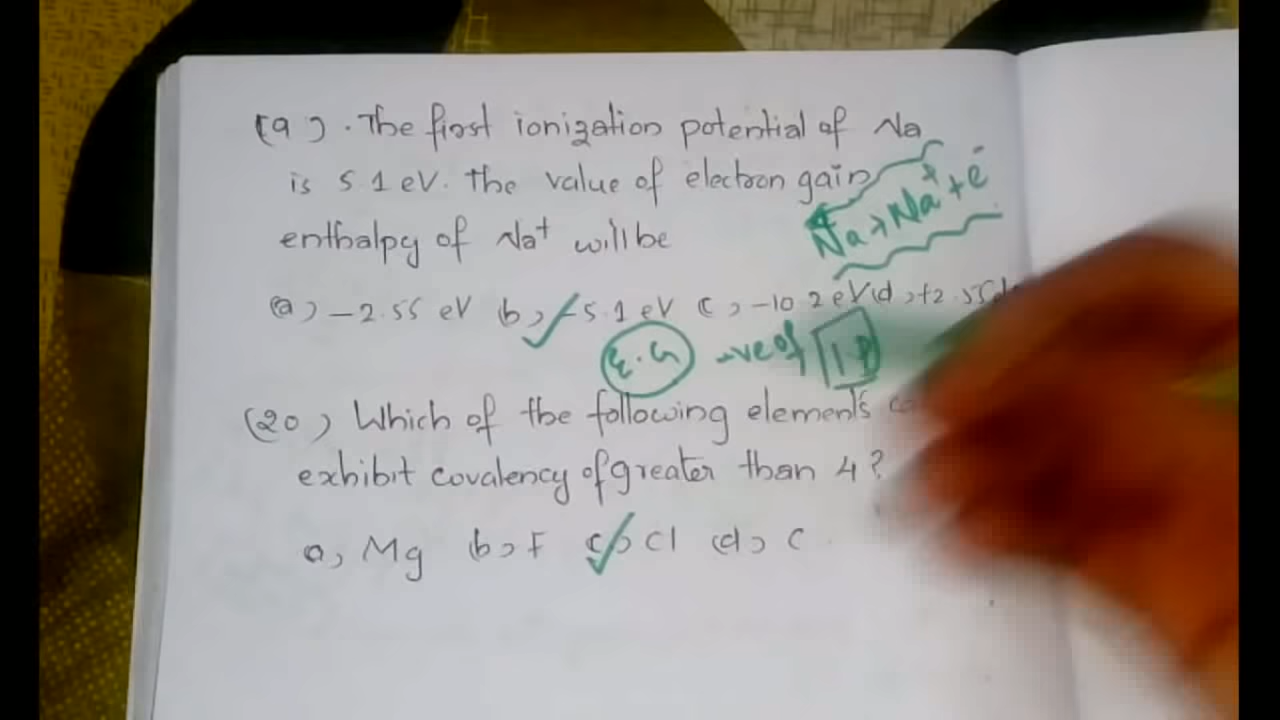 (9). The first ionization potential of Na
is 5.1 eV. The value of electron gain
enthalpy of Na⁺ will be
Na → Na⁺ + e⁻
(a) -2.55 eV (b) -5.1 eV (c) -10.2 eV (d) +2.55
E.G -ve of IP
(20) Which of the following elements
exhibit covalency of greater than 4?
a) Mg (b) F (c) Cl (d) C